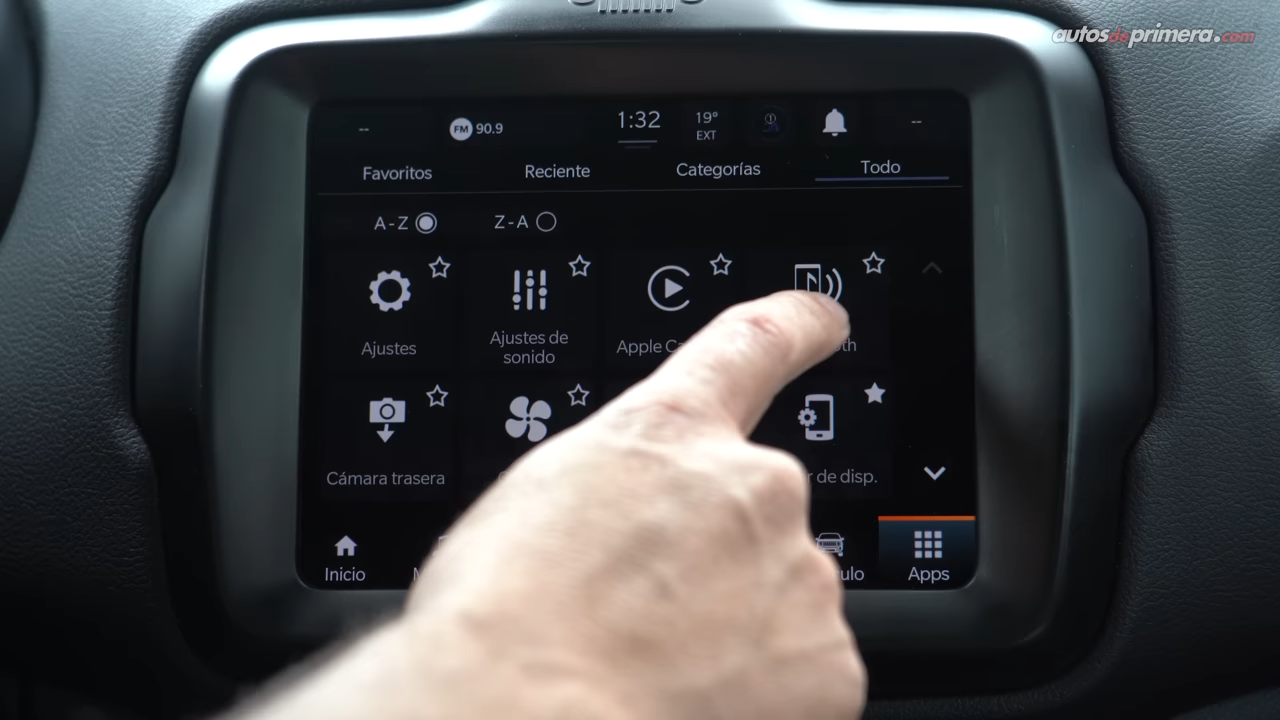 autosdeprimera.com
--
FM 90.9
1:32
19°
EXT
--
Favoritos Reciente Categorías Todo
A-Z Z-A
Ajustes
Ajustes de
sonido
Apple
Cámara trasera
de disp.
Inicio
Apps